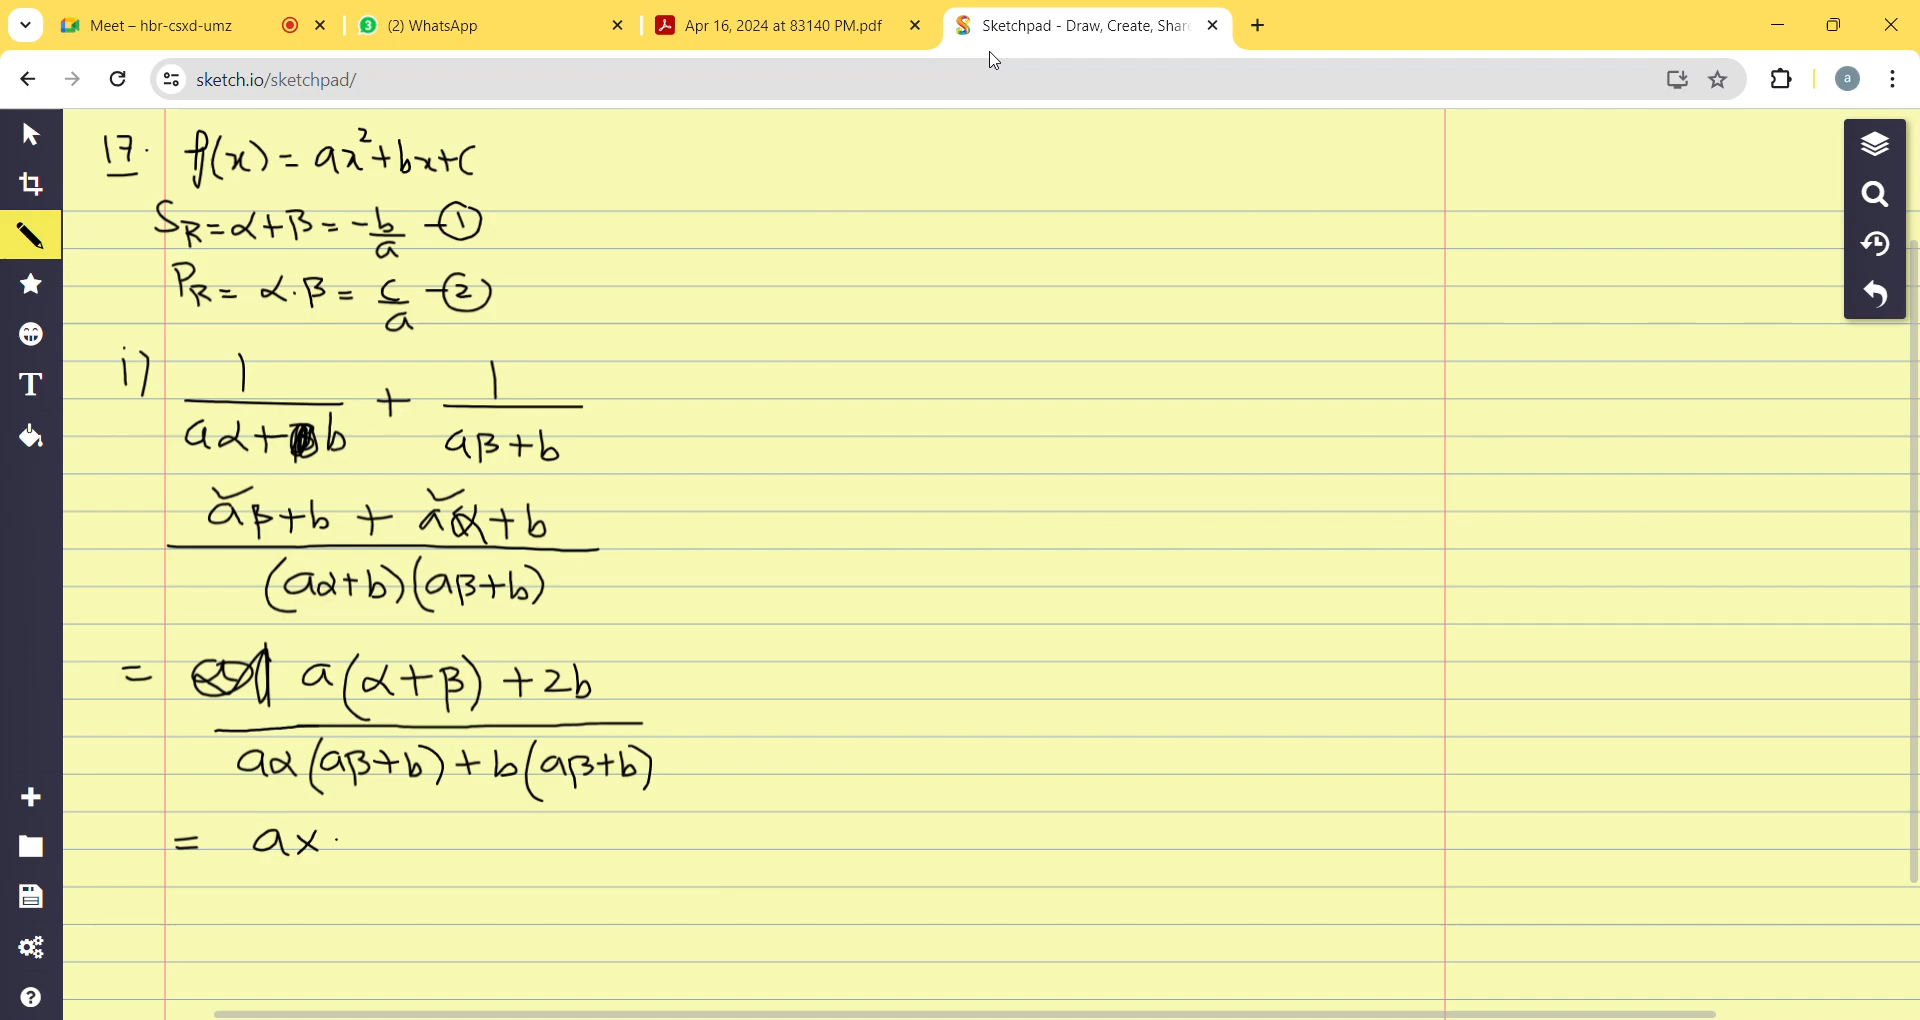 Meet – hbr-csxd-umz
(2) WhatsApp
Apr 16, 2024 at 83140 PM.pdf
Sketchpad - Draw, Create, Share
sketch.io/sketchpad/
a
17. f(x) = ax²+bx+c
S_R = α+β = -b/a -①
P_R = α·β = c/a -②
i) 1/(aα+b) + 1/(aβ+b)
aβ+b + aα+b
(aα+b)(aβ+b)
= a(α+β) +2b
aα(aβ+b) + b(aβ+b)
= a×·